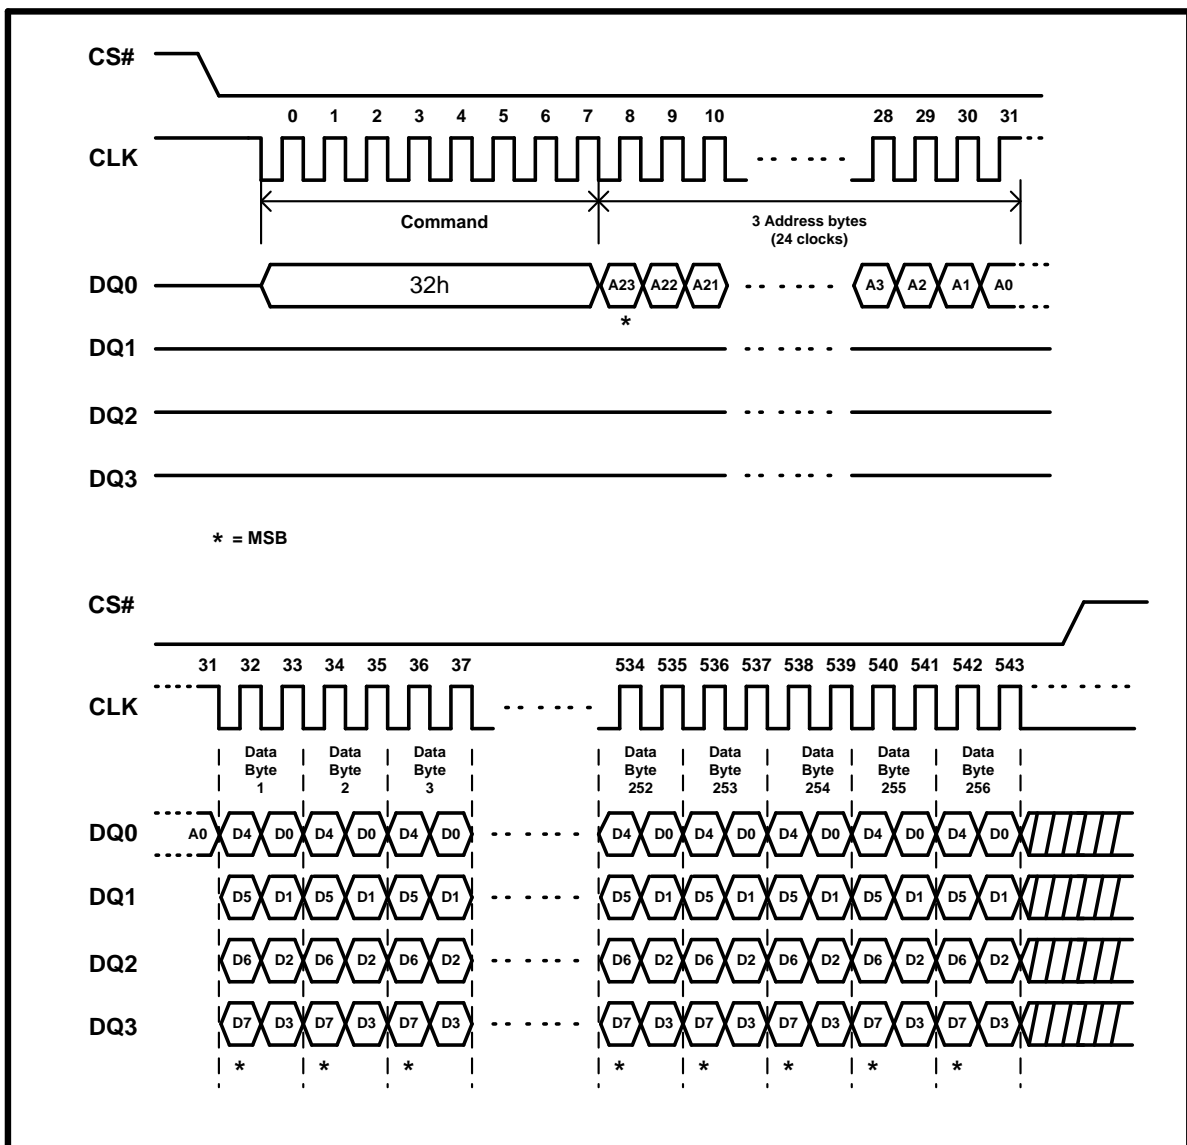 CS#
0 1 2 3 4 5 6 7 8 9 10 28 29 30 31
CLK
Command
3 Address bytes
(24 clocks)
DQ0 32h A23 A22 A21 A3 A2 A1 A0
*
DQ1
DQ2
DQ3
* = MSB
CS#
31 32 33 34 35 36 37 534 535 536 537 538 539 540 541 542 543
CLK
Data Data Data Data Data Data Data Data
Byte Byte Byte Byte Byte Byte Byte Byte
1 2 3 252 253 254 255 256
DQ0 A0 D4 D0 D4 D0 D4 D0 D4 D0 D4 D0 D4 D0 D4 D0 D4 D0
DQ1 D5 D1 D5 D1 D5 D1 D5 D1 D5 D1 D5 D1 D5 D1 D5 D1
DQ2 D6 D2 D6 D2 D6 D2 D6 D2 D6 D2 D6 D2 D6 D2 D6 D2
DQ3 D7 D3 D7 D3 D7 D3 D7 D3 D7 D3 D7 D3 D7 D3 D7 D3
* * * * * * * *